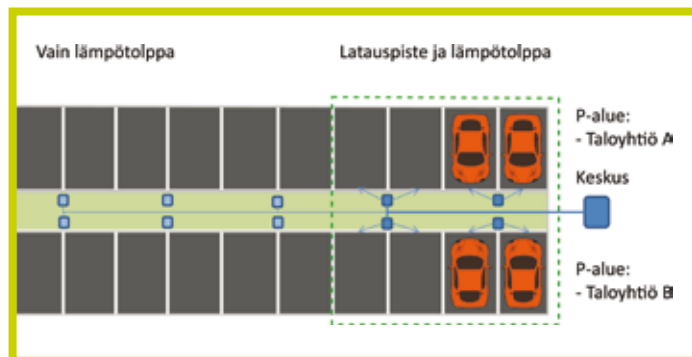 Vain lämpötolppa
Latauspiste ja lämpötolppa
P-alue:
- Taloyhtiö A
Keskus
P-alue:
- Taloyhtiö B